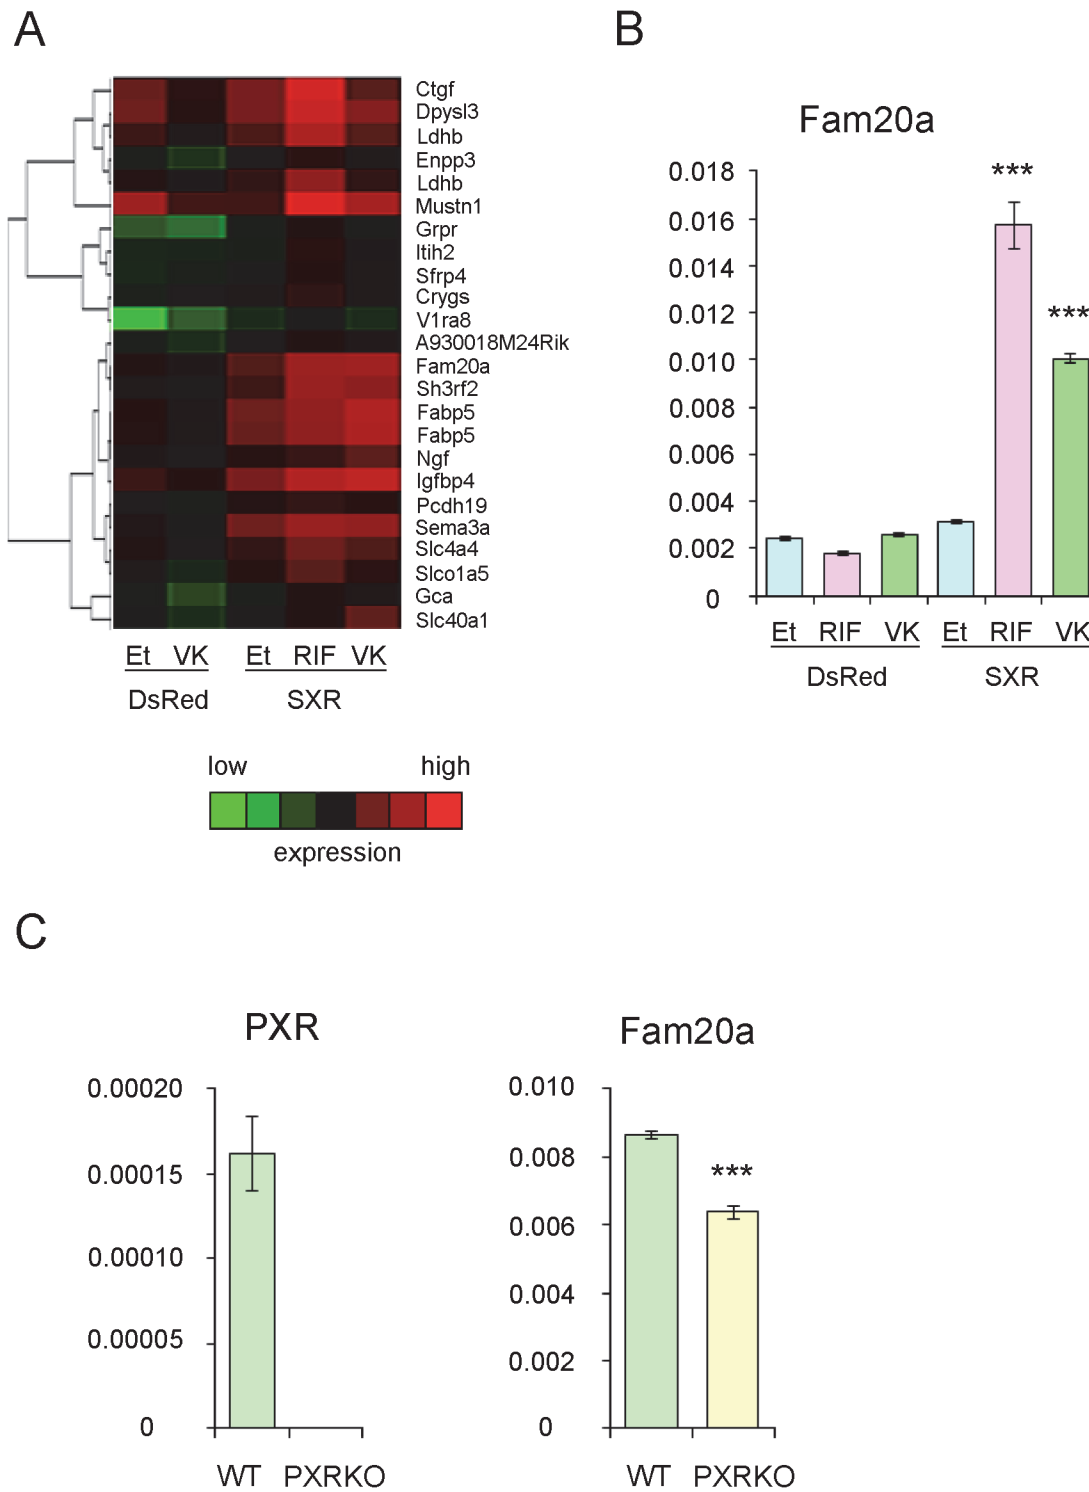 A
Ctgf
Dpysl3
Ldhb
Enpp3
Ldhb
Mustn1
Grpr
Itih2
Sfrp4
Crygs
V1ra8
A930018M24Rik
Fam20a
Sh3rf2
Fabp5
Fabp5
Ngf
Igfbp4
Pcdh19
Sema3a
Slc4a4
Slco1a5
Gca
Slc40a1
Et VK Et RIF VK
DsRed SXR
low high
expression
B
Fam20a
0.018
0.016
0.014
0.012
0.010
0.008
0.006
0.004
0.002
0
***
***
Et RIF VK Et RIF VK
DsRed SXR
C
PXR
0.00020
0.00015
0.00010
0.00005
0
WT PXRKO
Fam20a
0.010
0.008
0.006
0.004
0.002
0
***
WT PXRKO